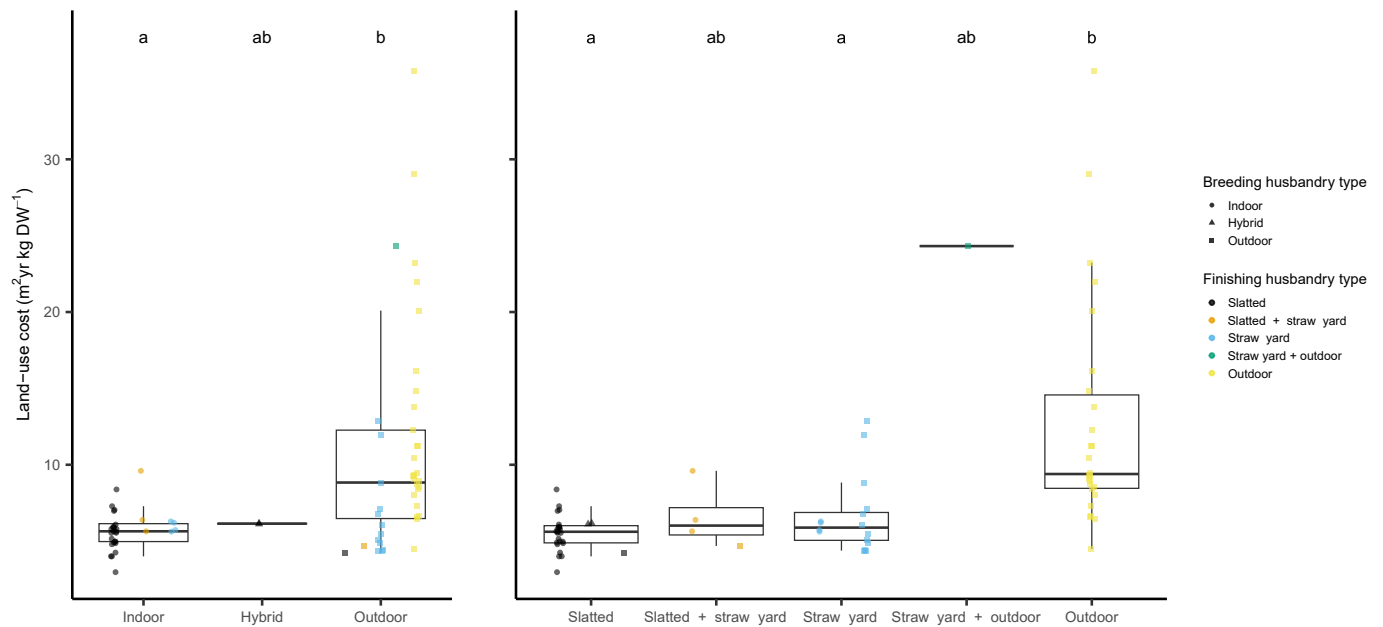 a ab b
a ab a ab b
Land−use cost (m²yr kg DW⁻¹)
30
20
10
Indoor Hybrid Outdoor
Slatted Slatted + straw yard Straw yard Straw yard + outdoor Outdoor
Breeding husbandry type
Indoor
Hybrid
Outdoor
Finishing husbandry type
Slatted
Slatted + straw yard
Straw yard
Straw yard + outdoor
Outdoor